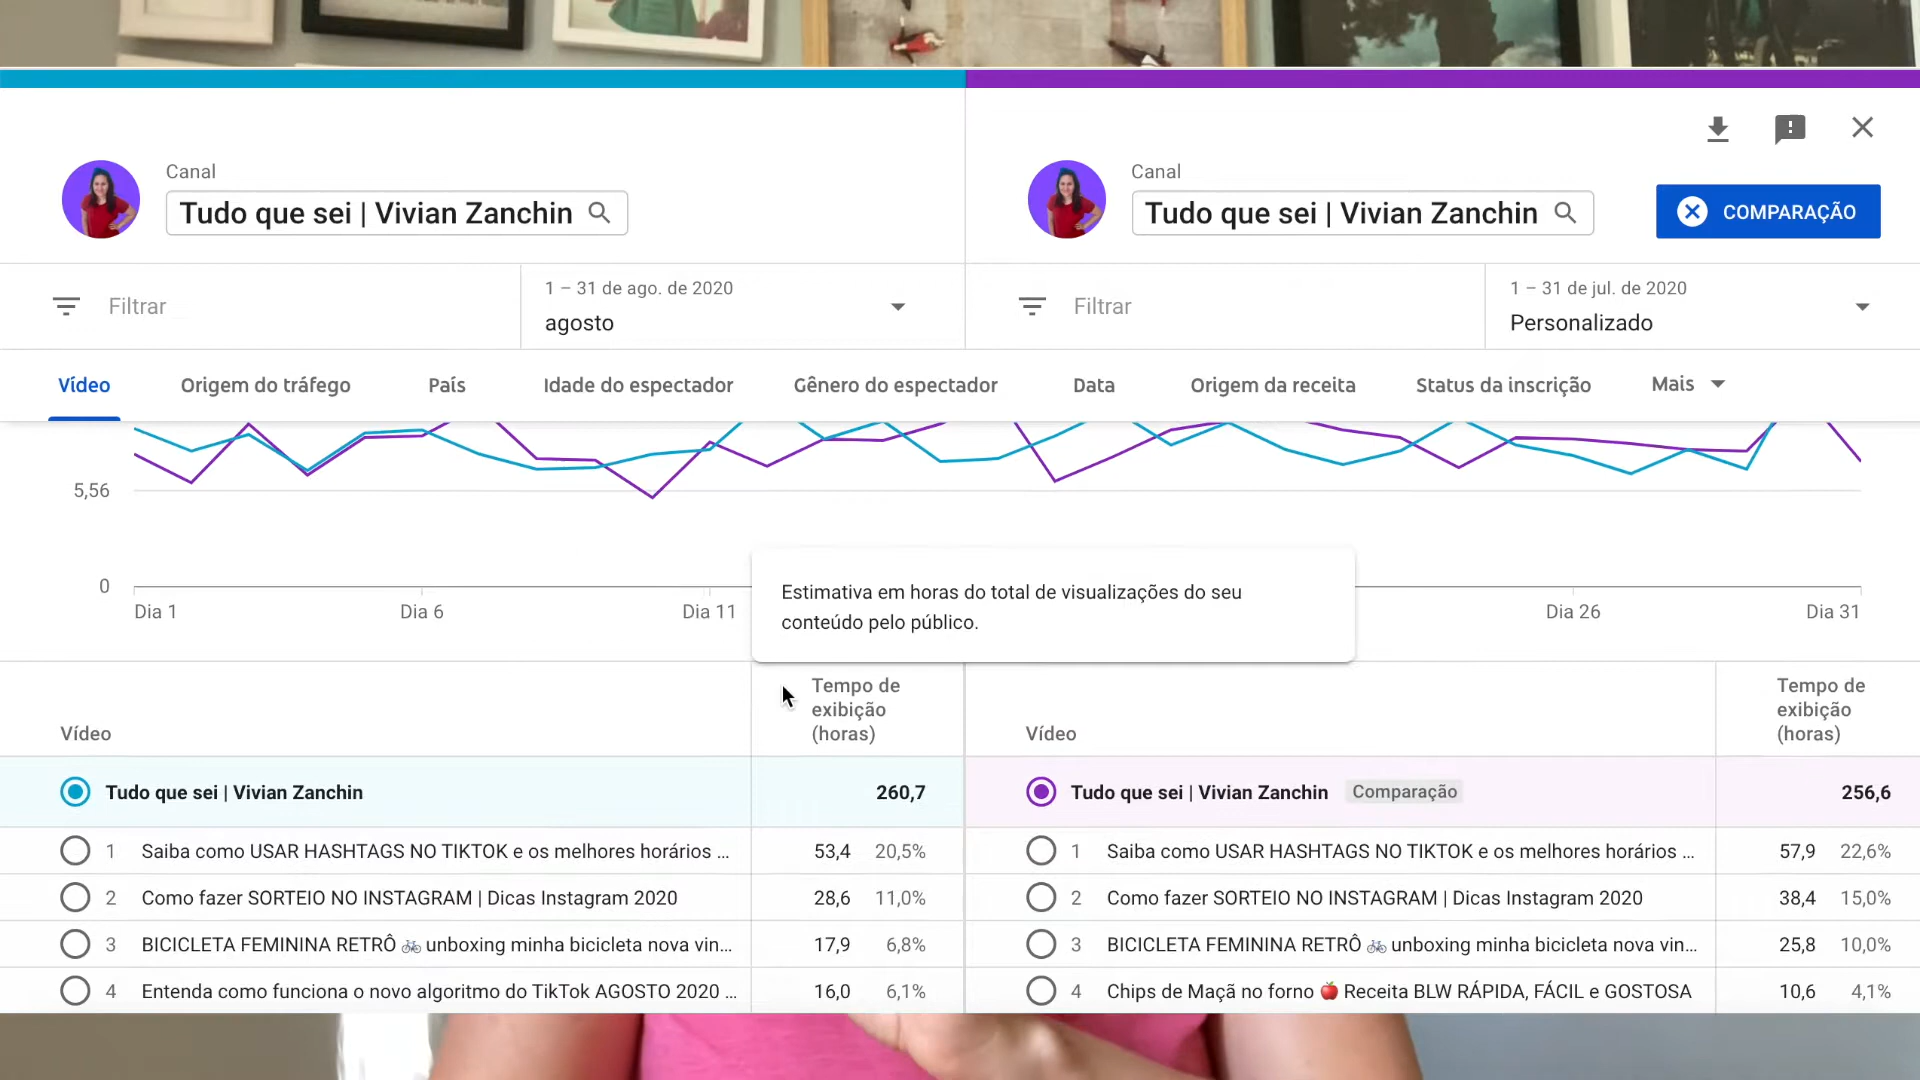 Canal
Tudo que sei | Vivian Zanchin
Canal
Tudo que sei | Vivian Zanchin
COMPARAÇÃO
Filtrar
1 – 31 de ago. de 2020
agosto
Filtrar
1 – 31 de jul. de 2020
Personalizado
Vídeo Origem do tráfego País Idade do espectador Gênero do espectador Data Origem da receita Status da inscrição Mais
5,56
0
Dia 1 Dia 6 Dia 11 Dia 26 Dia 31
Estimativa em horas do total de visualizações do seu
conteúdo pelo público.
Vídeo
Tempo de
exibição
(horas)
Tudo que sei | Vivian Zanchin 260,7
1 Saiba como USAR HASHTAGS NO TIKTOK e os melhores horários ... 53,4 20,5%
2 Como fazer SORTEIO NO INSTAGRAM | Dicas Instagram 2020 28,6 11,0%
3 BICICLETA FEMININA RETRÔ 🚲 unboxing minha bicicleta nova vin... 17,9 6,8%
4 Entenda como funciona o novo algoritmo do TikTok AGOSTO 2020 ... 16,0 6,1%
Vídeo
Tempo de
exibição
(horas)
Tudo que sei | Vivian Zanchin Comparação 256,6
1 Saiba como USAR HASHTAGS NO TIKTOK e os melhores horários ... 57,9 22,6%
2 Como fazer SORTEIO NO INSTAGRAM | Dicas Instagram 2020 38,4 15,0%
3 BICICLETA FEMININA RETRÔ 🚲 unboxing minha bicicleta nova vin... 25,8 10,0%
4 Chips de Maçã no forno 🍎 Receita BLW RÁPIDA, FÁCIL e GOSTOSA 10,6 4,1%